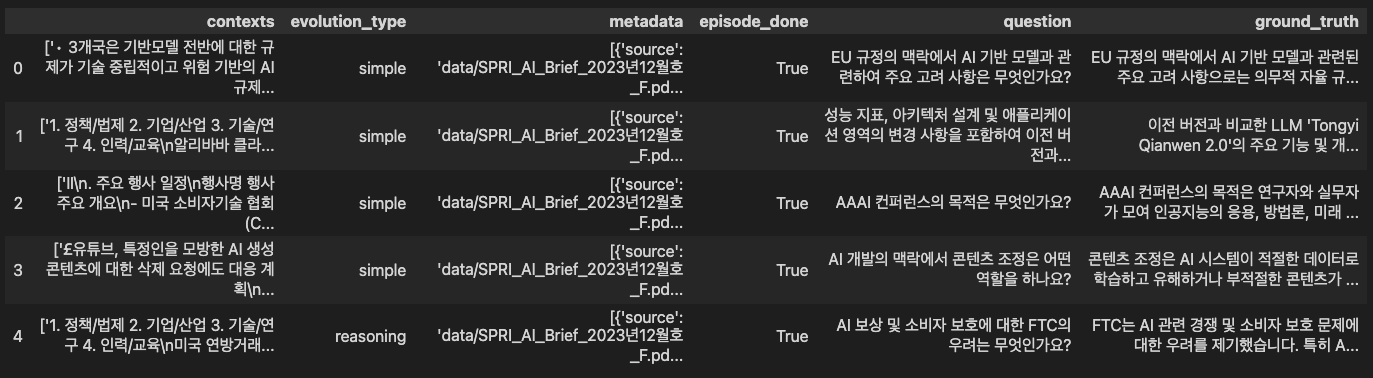 contexts evolution_type metadata episode_done question ground_truth
0 ['• 3개국은 기반모델 전반에 대한 규제가 기술 중립적이고 위험 기반의 AI 규제... simple [{'source': 'data/SPRI_AI_Brief_2023년12월호_F.pd... True EU 규정의 맥락에서 AI 기반 모델과 관련하여 주요 고려 사항은 무엇인가요? EU 규정의 맥락에서 AI 기반 모델과 관련된 주요 고려 사항으로는 의무적 자율 규...
1 ['1. 정책/법제 2. 기업/산업 3. 기술/연구 4. 인력/교육\n알리바바 클라... simple [{'source': 'data/SPRI_AI_Brief_2023년12월호_F.pd... True 성능 지표, 아키텍처 설계 및 애플리케이션 영역의 변경 사항을 포함하여 이전 버전과... 이전 버전과 비교한 LLM 'Tongyi Qianwen 2.0'의 주요 기능 및 개...
2 ['Ⅱ\n. 주요 행사 일정\n행사명 행사 주요 개요\n- 미국 소비자기술 협회(C... simple [{'source': 'data/SPRI_AI_Brief_2023년12월호_F.pd... True AAAI 컨퍼런스의 목적은 무엇인가요? AAAI 컨퍼런스의 목적은 연구자와 실무자가 모여 인공지능의 응용, 방법론, 미래 ...
3 ['£유튜브, 특정인을 모방한 AI 생성 콘텐츠에 대한 삭제 요청에도 대응 계획\n... simple [{'source': 'data/SPRI_AI_Brief_2023년12월호_F.pd... True AI 개발의 맥락에서 콘텐츠 조정은 어떤 역할을 하나요? 콘텐츠 조정은 AI 시스템이 적절한 데이터로 학습하고 유해하거나 부적절한 콘텐츠가 ...
4 ['1. 정책/법제 2. 기업/산업 3. 기술/연구 4. 인력/교육\n미국 연방거래... reasoning [{'source': 'data/SPRI_AI_Brief_2023년12월호_F.pd... True AI 보상 및 소비자 보호에 대한 FTC의 우려는 무엇인가요? FTC는 AI 관련 경쟁 및 소비자 보호 문제에 대한 우려를 제기했습니다. 특히 A...